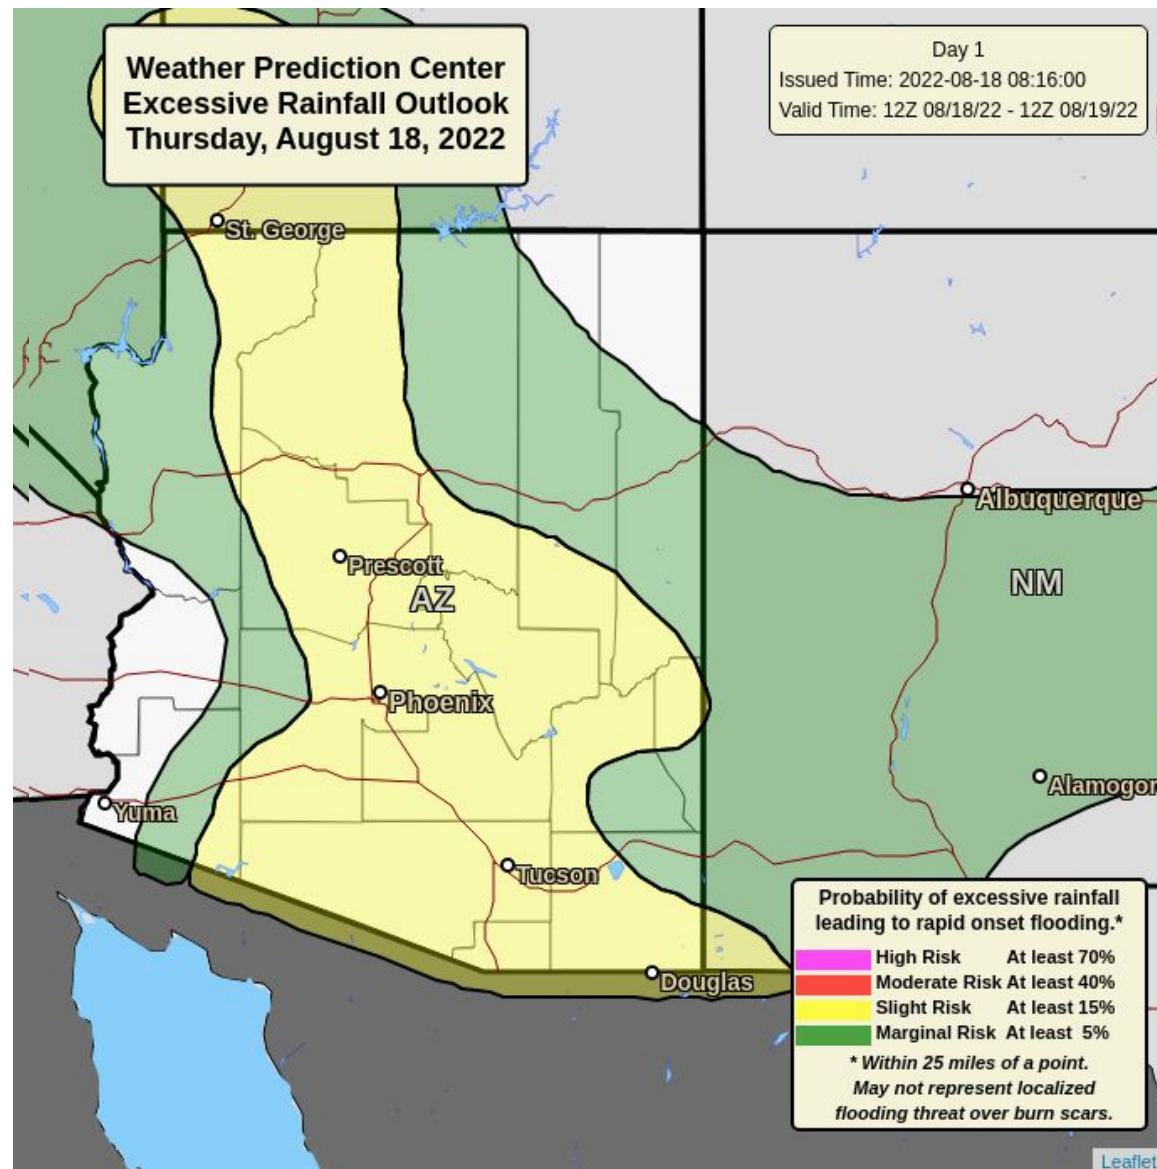 Weather Prediction Center
Excessive Rainfall Outlook
Thursday, August 18, 2022
Day 1
Issued Time: 2022-08-18 08:16:00
Valid Time: 12Z 08/18/22 - 12Z 08/19/22
St. George
Albuquerque
Prescott
AZ
NM
Phoenix
Alamogor
Yuma
Tucson
Douglas
Probability of excessive rainfall
leading to rapid onset flooding.*
High Risk At least 70%
Moderate Risk At least 40%
Slight Risk At least 15%
Marginal Risk At least 5%
* Within 25 miles of a point.
May not represent localized
flooding threat over burn scars.
Leaflet